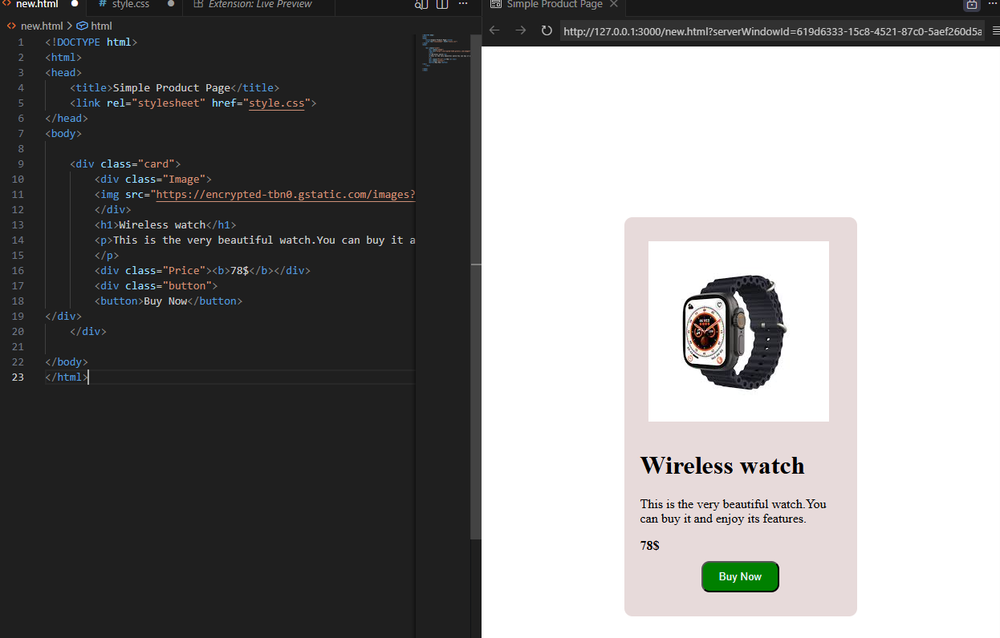 new.html
style.css
Extension: Live Preview
new.html > html
1 <!DOCTYPE html>
2 <html>
3 <head>
4 <title>Simple Product Page</title>
5 <link rel="stylesheet" href="style.css">
6 </head>
7 <body>
8
9 <div class="card">
10 <div class="Image">
11 <img src="https://encrypted-tbn0.gstatic.com/images?
12 </div>
13 <h1>Wireless watch</h1>
14 <p>This is the very beautiful watch.You can buy it a
15 </p>
16 <div class="Price"><b>78$</b></div>
17 <div class="button">
18 <button>Buy Now</button>
19 </div>
20 </div>
21
22 </body>
23 </html>
Simple Product Page
http://127.0.0.1:3000/new.html?serverWindowId=619d6333-15c8-4521-87c0-5aef260d5a
Wireless watch
This is the very beautiful watch.You
can buy it and enjoy its features.
78$
Buy Now